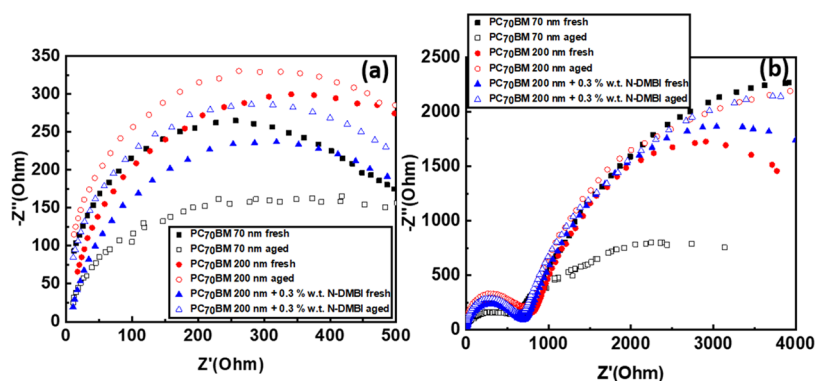 (a)
350
300
250
200
150
100
50
0
-Z''(Ohm)
PC70BM 70 nm fresh
PC70BM 70 nm aged
PC70BM 200 nm fresh
PC70BM 200 nm aged
PC70BM 200 nm + 0.3 % w.t. N-DMBI fresh
PC70BM 200 nm + 0.3 % w.t. N-DMBI aged
0 100 200 300 400 500
Z'(Ohm)
PC70BM 70 nm fresh
PC70BM 70 nm aged
PC70BM 200 nm fresh
PC70BM 200 nm aged
PC70BM 200 nm + 0.3 % w.t. N-DMBI fresh
PC70BM 200 nm + 0.3 % w.t. N-DMBI aged
(b)
2500
2000
1500
1000
500
0
-Z''(Ohm)
0 1000 2000 3000 4000
Z'(Ohm)